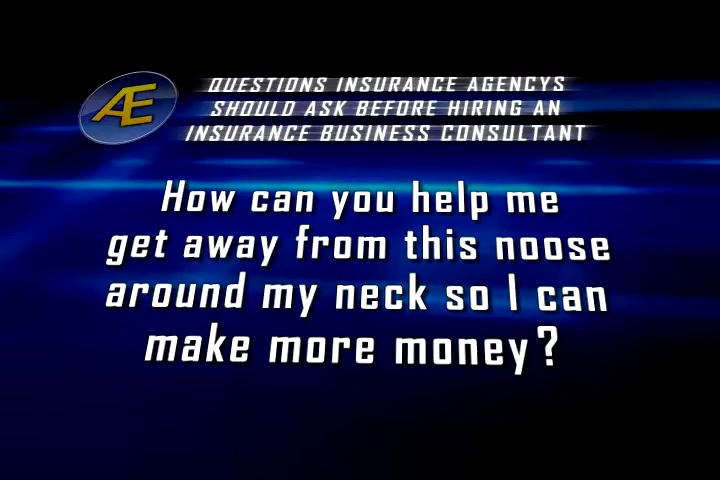 Æ
QUESTIONS INSURANCE AGENCYS
SHOULD ASK BEFORE HIRING AN
INSURANCE BUSINESS CONSULTANT
How can you help me
get away from this noose
around my neck so I can
make more money?